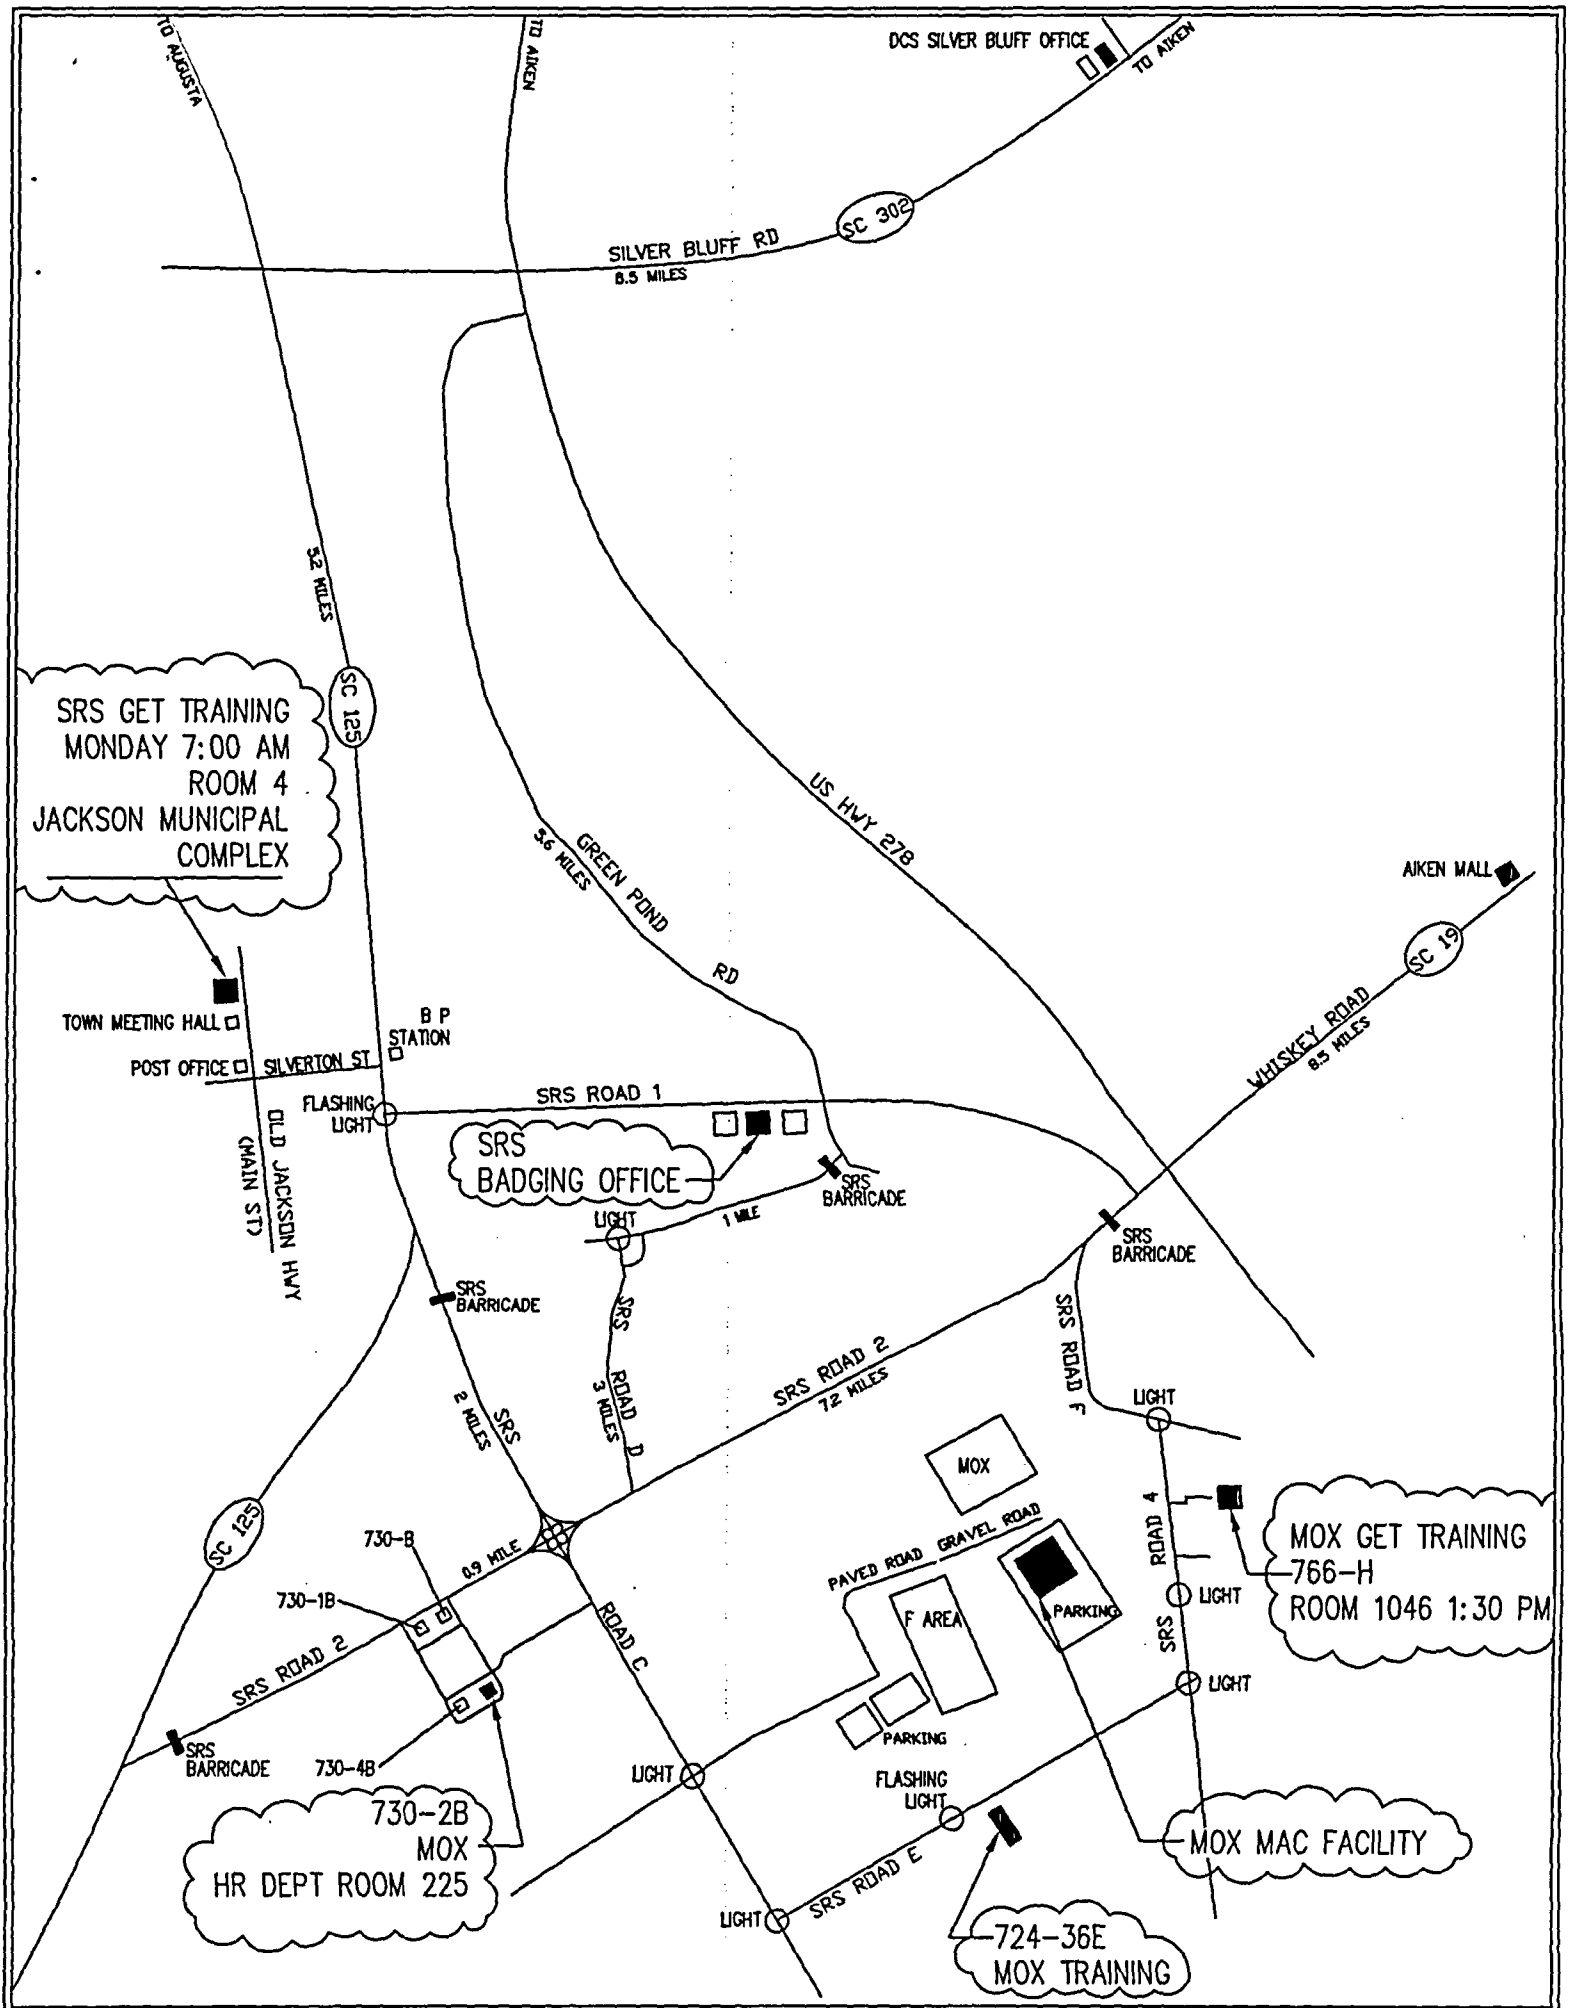 TO AUGUSTA
TO AIKEN
DCS SILVER BLUFF OFFICE
TO AIKEN
SC 302
SILVER BLUFF RD
8.5 MILES
5.2 MILES
SC 125
SRS GET TRAINING
MONDAY 7:00 AM
ROOM 4
JACKSON MUNICIPAL
COMPLEX
US HWY 278
GREEN POND
RD
5.6 MILES
AIKEN MALL
SC 19
WHISKEY ROAD
8.5 MILES
TOWN MEETING HALL
B P
STATION
POST OFFICE
SILVERTON ST
FLASHING
LIGHT
SRS ROAD 1
OLD JACKSON HWY
(MAIN ST)
SRS
BADGING OFFICE
SRS
BARRICADE
1 MILE
LIGHT
SRS
BARRICADE
SRS
BARRICADE
SRS ROAD D
3 MILES
SRS ROAD F
SRS ROAD 2
7.2 MILES
2 MILES
LIGHT
SC 125
MOX
MOX GET TRAINING
766-H
ROOM 1046 1:30 PM
730-B
0.9 MILE
PAVED ROAD
GRAVEL ROAD
SRS ROAD 4
730-1B
F AREA
PARKING
LIGHT
SRS ROAD C
SRS ROAD 2
LIGHT
SRS
BARRICADE
730-4B
PARKING
LIGHT
FLASHING
LIGHT
730-2B
MOX
HR DEPT ROOM 225
MOX MAC FACILITY
SRS ROAD E
LIGHT
724-36E
MOX TRAINING